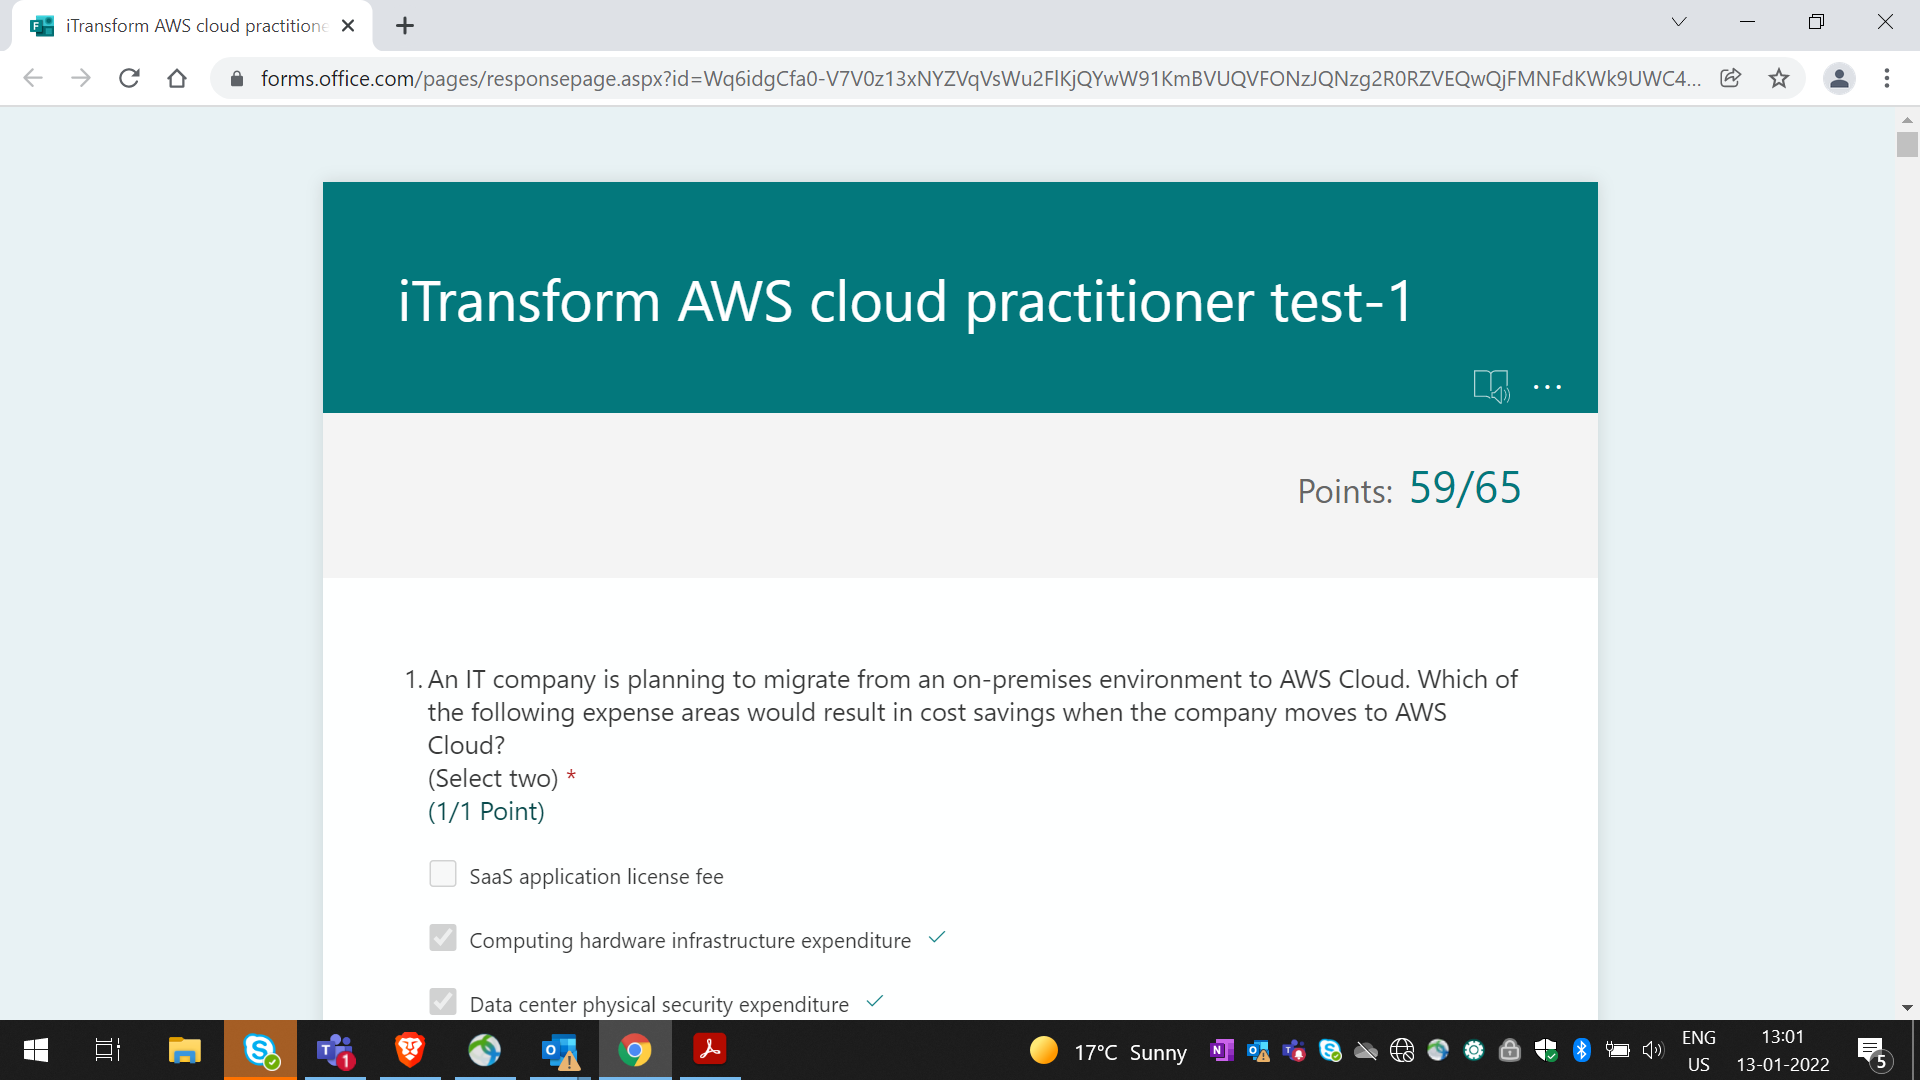 iTransform AWS cloud practitione
forms.office.com/pages/responsepage.aspx?id=Wq6idgCfa0-V7V0z13xNYZVqVsWu2FlKjQYwW91KmBVUQVFONzJQNzg2R0RZVEQwQjFMNFdKWk9UWC4...
iTransform AWS cloud practitioner test-1
Points: 59/65
1. An IT company is planning to migrate from an on-premises environment to AWS Cloud. Which of
the following expense areas would result in cost savings when the company moves to AWS
Cloud?
(Select two) *
(1/1 Point)
SaaS application license fee
Computing hardware infrastructure expenditure
Data center physical security expenditure
17°C Sunny
ENG
US
13:01
13-01-2022
1
5